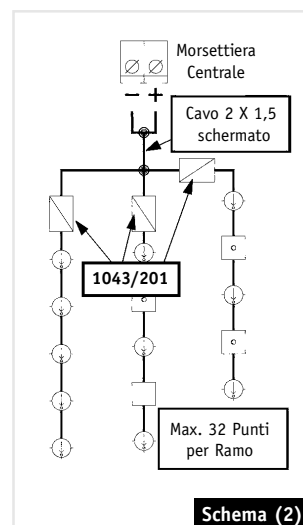 Morsettiera
Centrale
– +
Cavo 2 X 1,5
schermato
1043/201
Max. 32 Punti
per Ramo
Schema (2)